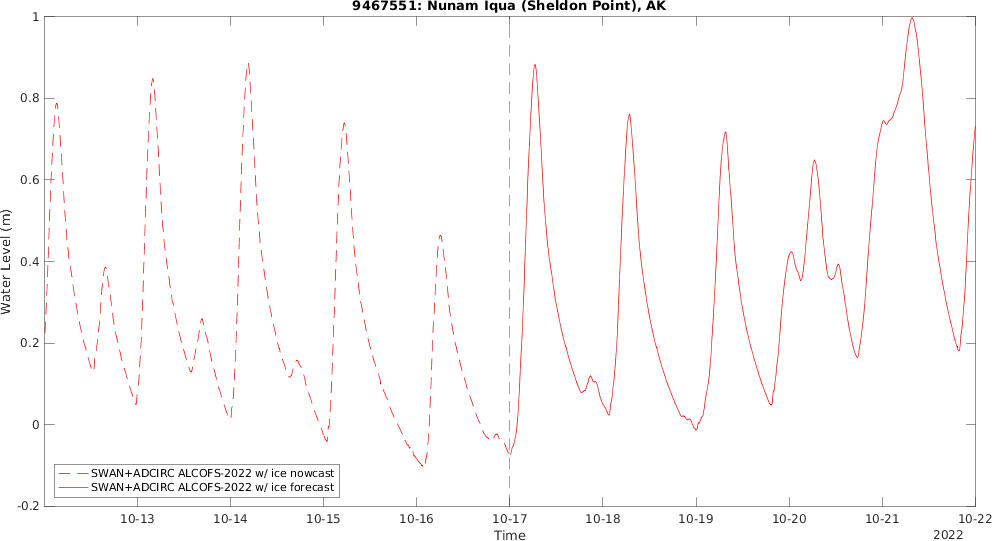 9467551: Nunam Iqua (Sheldon Point), AK
Water Level (m)
1
0.8
0.6
0.4
0.2
0
-0.2
SWAN+ADCIRC ALCOFS-2022 w/ ice nowcast
SWAN+ADCIRC ALCOFS-2022 w/ ice forecast
10-13 10-14 10-15 10-16 10-17 10-18 10-19 10-20 10-21 10-22
Time
2022